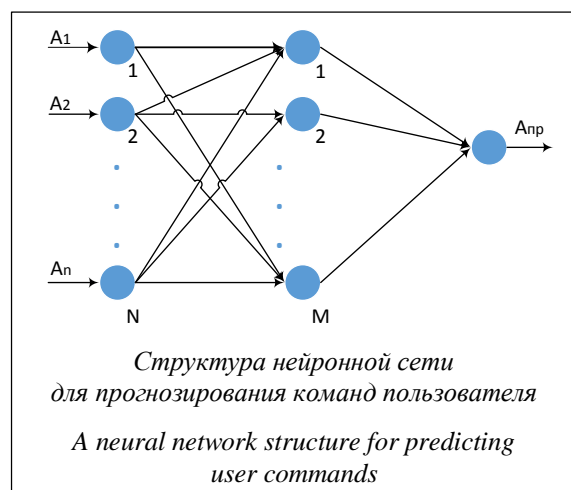 A1
1
1
A2
2
2
Aпр
An
N
M
Структура нейронной сети
для прогнозирования команд пользователя
A neural network structure for predicting
user commands